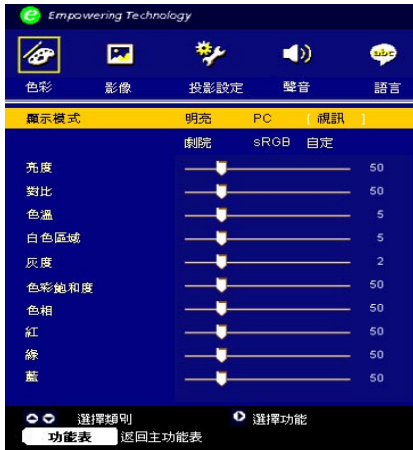 e Empowering Technology
abc
色彩 影像 投影設定 聲音 語言
顯示模式 明亮 PC [ 視訊 ]
劇院 sRGB 自定
亮度 50
對比 50
色溫 5
白色區域 5
灰度 2
色彩飽和度 50
色相 50
紅 50
綠 50
藍 50
選擇類別 選擇功能
功能表 返回主功能表